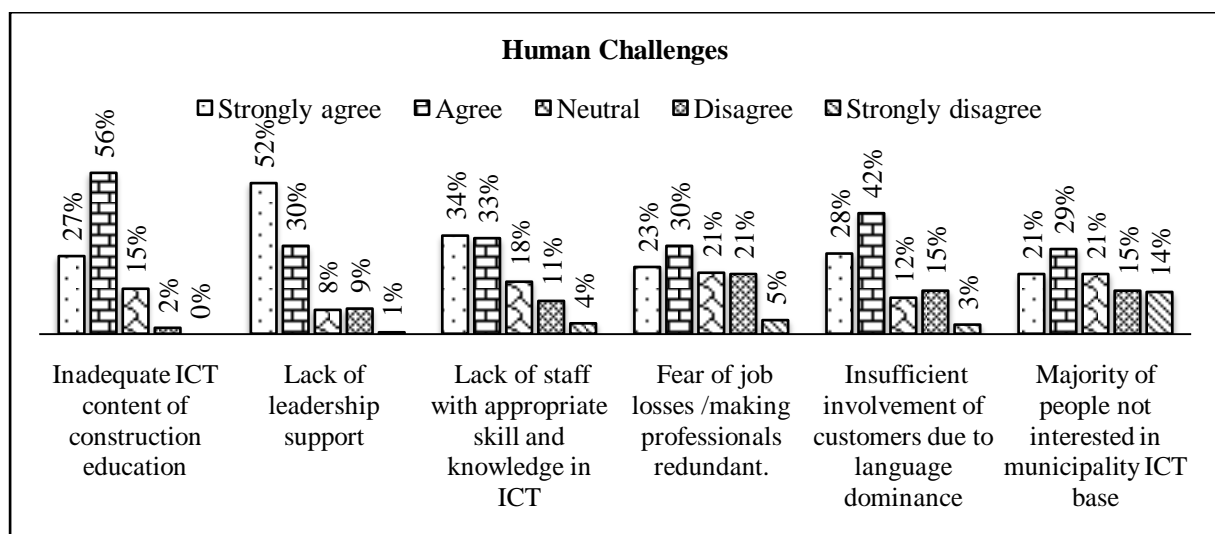 Human Challenges
Strongly agree Agree Neutral Disagree Strongly disagree
27% 56% 15% 2% 0%
52% 30% 8% 9% 1%
34% 33% 18% 11% 4%
23% 30% 21% 21% 5%
28% 42% 12% 15% 3%
21% 29% 21% 15% 14%
Inadequate ICT
content of
construction
education
Lack of
leadership
support
Lack of staff
with appropriate
skill and
knowledge in
ICT
Fear of job
losses /making
professionals
redundant.
Insufficient
involvement of
customers due to
language
dominance
Majority of
people not
interested in
municipality ICT
base